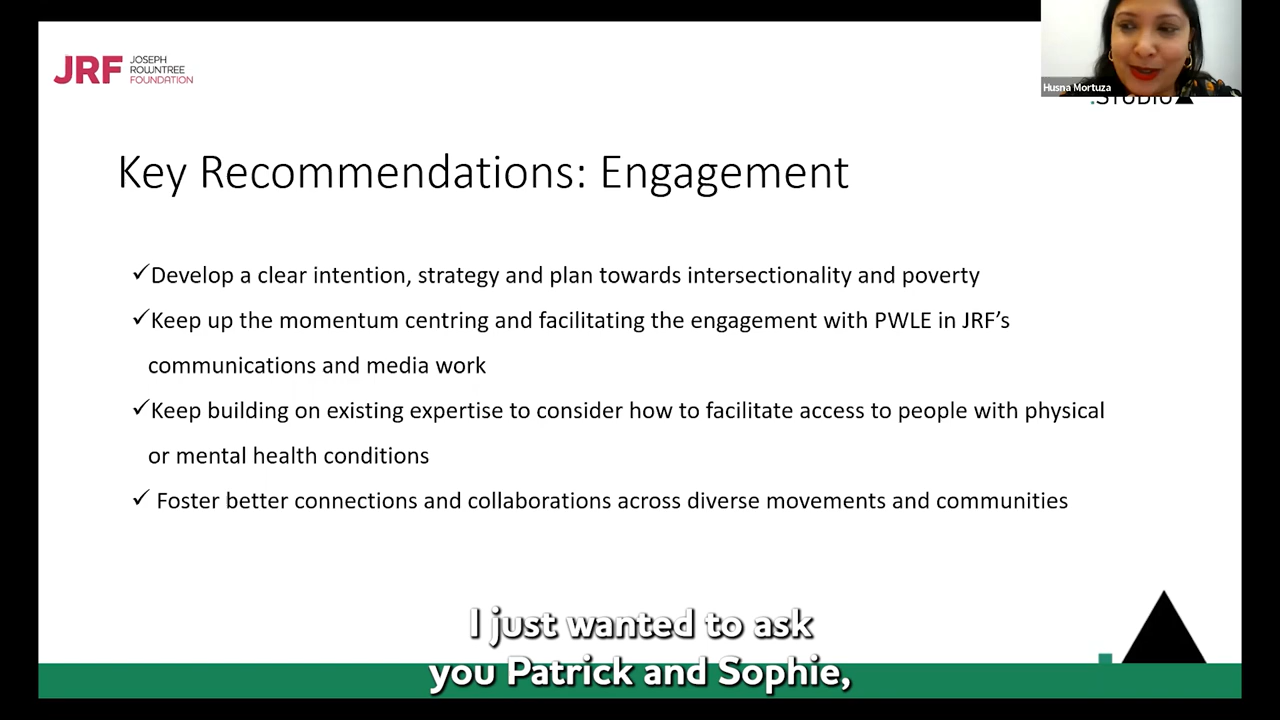 JRF
JOSEPH
ROWNTREE
FOUNDATION
Husna Mortuza
.STUDIO
Key Recommendations: Engagement
✓Develop a clear intention, strategy and plan towards intersectionality and poverty
✓Keep up the momentum centring and facilitating the engagement with PWLE in JRF’s
communications and media work
✓Keep building on existing expertise to consider how to facilitate access to people with physical
or mental health conditions
✓ Foster better connections and collaborations across diverse movements and communities
I just wanted to ask
you Patrick and Sophie,